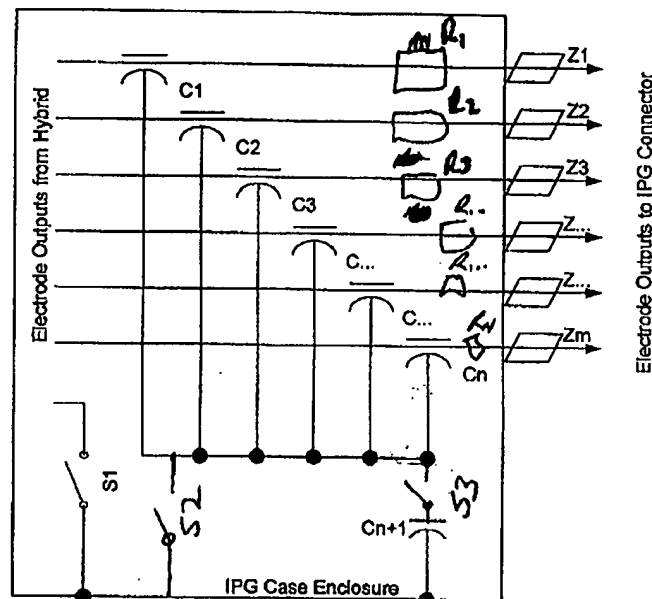 R1
Z1
C1
R2
Z2
C2
R3
Z3
C3
R...
Z...
C...
R...
Z...
C...
RN
Zm
Cn
Electrode Outputs from Hybrid
Electrode Outputs to IPG Connector
S1
S2
S3
Cn+1
IPG Case Enclosure